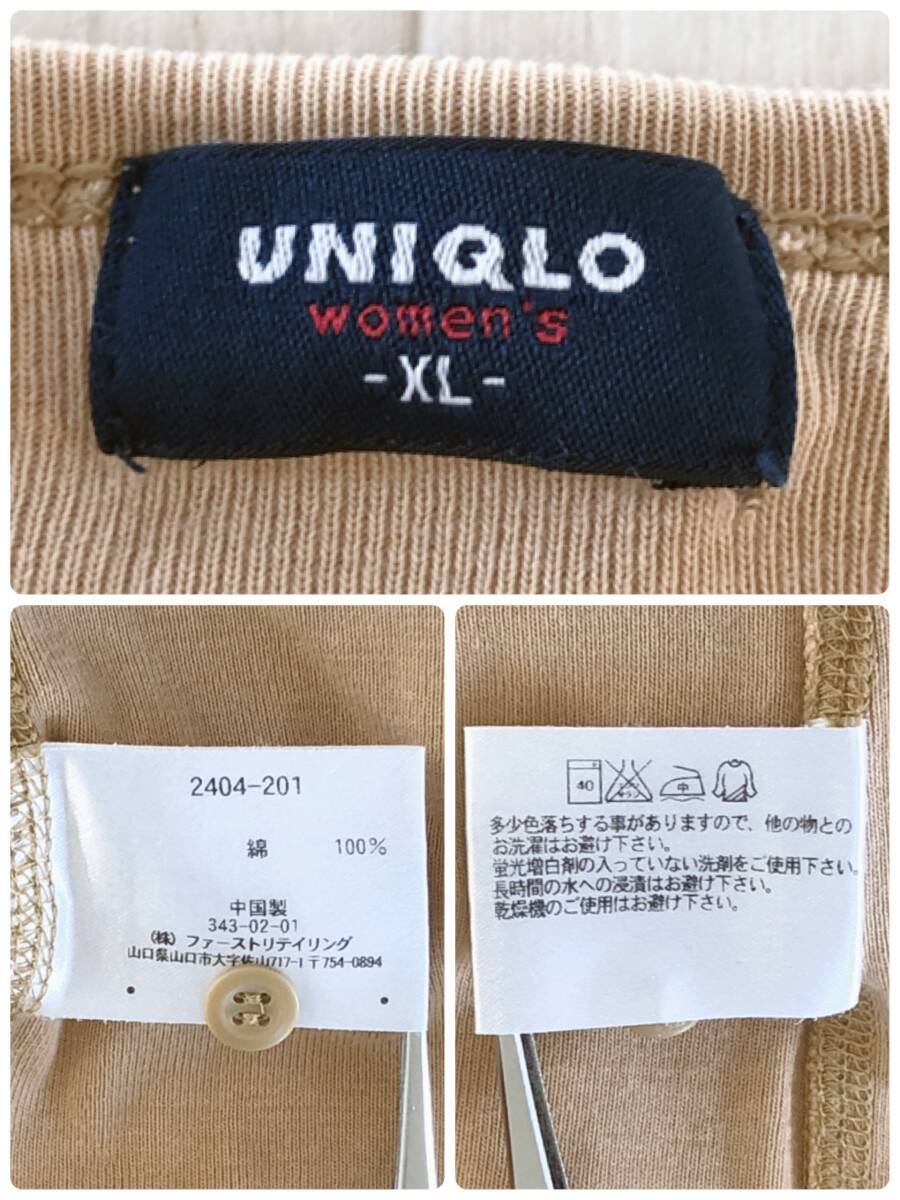 UNIQLO
women's
-XL-
2404-201
綿 100%
中国製
343-02-01
(株) ファーストリテイリング
山口県山口市大字佐山717-1 〒754-0894
40 中
多少色落ちする事がありますので、他の物との
お洗濯はお避け下さい。
蛍光増白剤の入っていない洗剤をご使用下さい。
長時間の水への浸漬はお避け下さい。
乾燥機のご使用はお避け下さい。